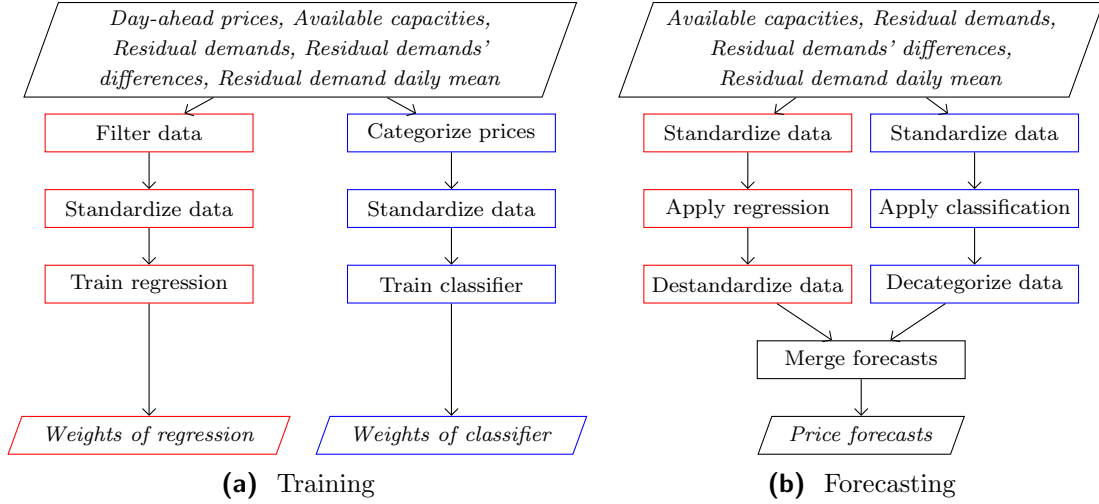 Day-ahead prices, Available capacities,
Residual demands, Residual demands'
differences, Residual demand daily mean
Filter data
Categorize prices
Standardize data
Standardize data
Train regression
Train classifier
Weights of regression
Weights of classifier
(a) Training
Available capacities, Residual demands,
Residual demands' differences,
Residual demand daily mean
Standardize data
Standardize data
Apply regression
Apply classification
Destandardize data
Decategorize data
Merge forecasts
Price forecasts
(b) Forecasting